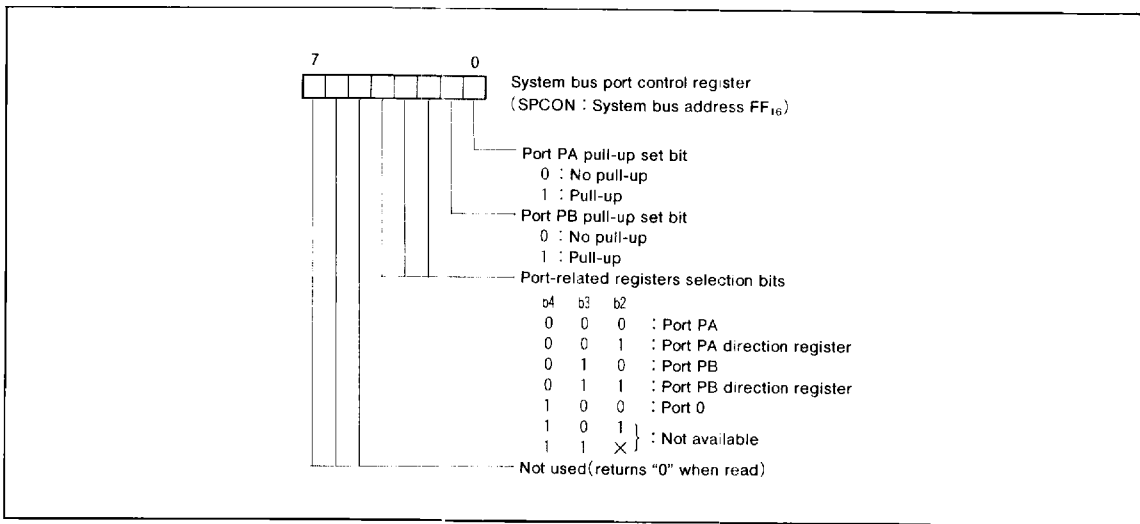 7 0
System bus port control register
(SPCON : System bus address FF₁₆)
Port PA pull-up set bit
0 : No pull-up
1 : Pull-up
Port PB pull-up set bit
0 : No pull-up
1 : Pull-up
Port-related registers selection bits
b4 b3 b2
0 0 0 : Port PA
0 0 1 : Port PA direction register
0 1 0 : Port PB
0 1 1 : Port PB direction register
1 0 0 : Port 0
1 0 1
: Not available
1 1 ×
Not used(returns “0” when read)